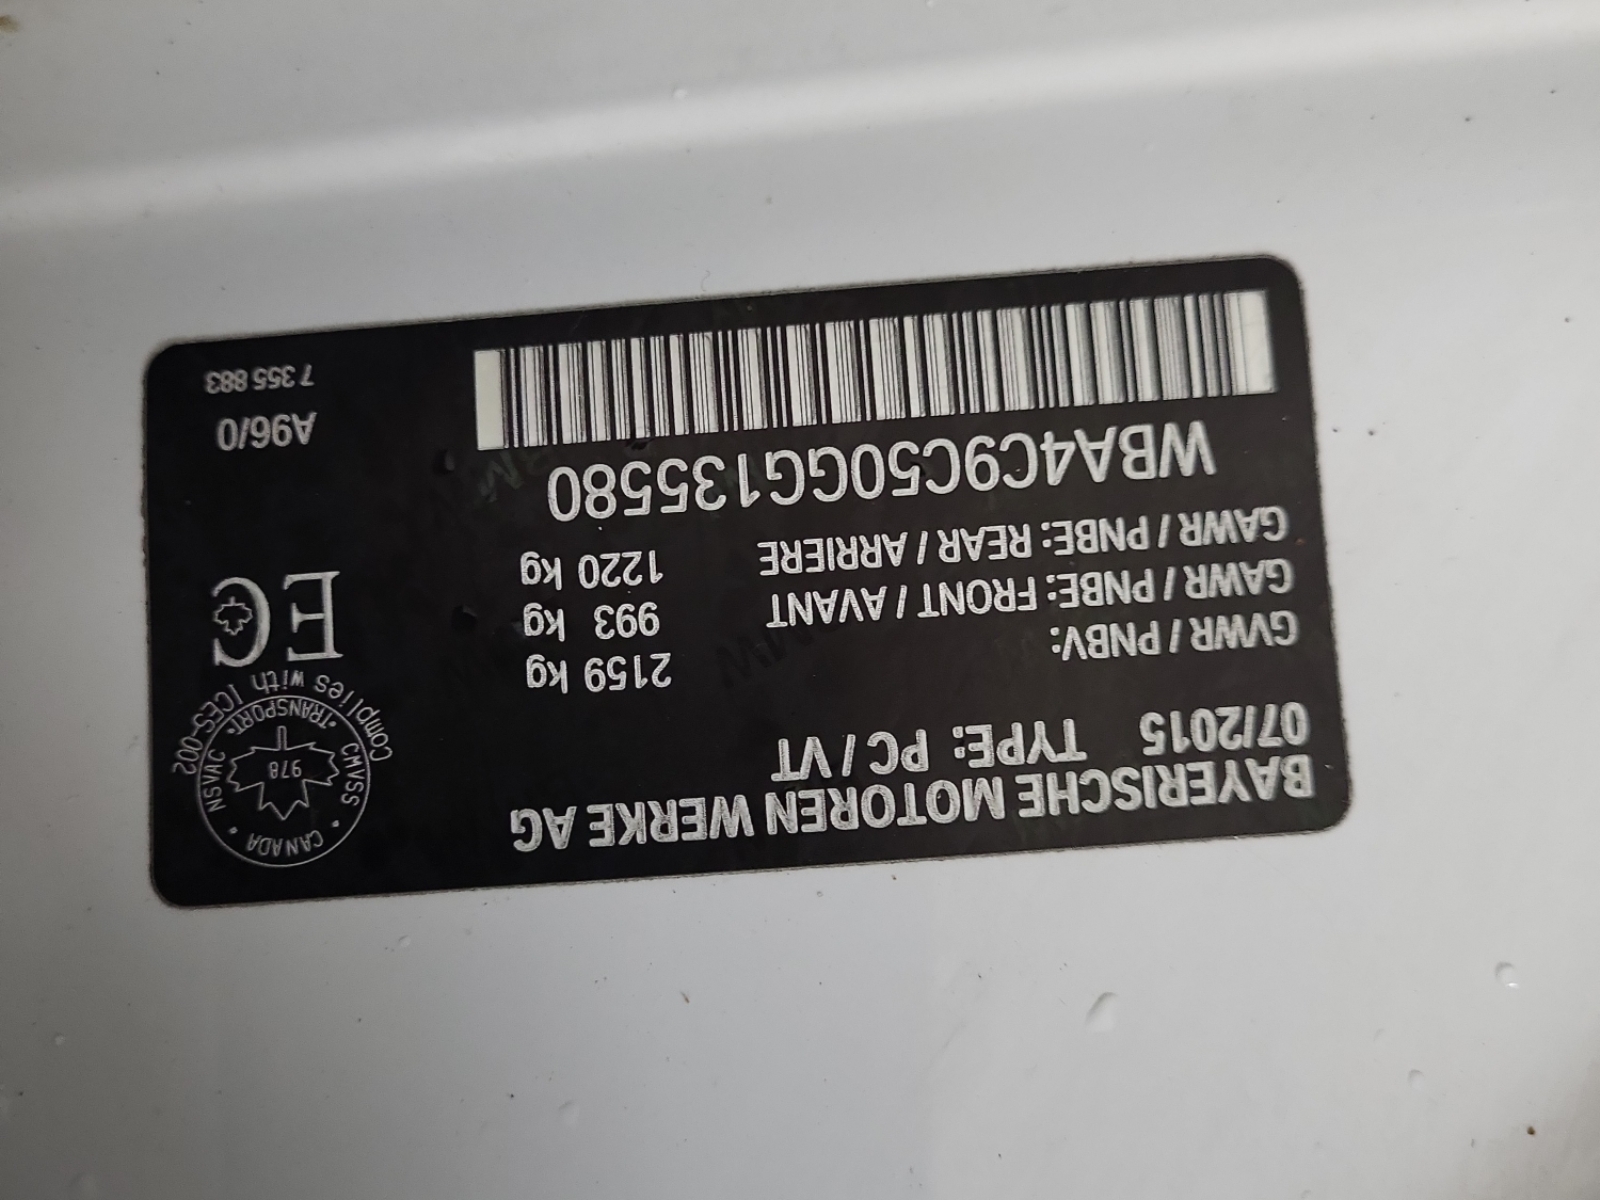 BAYERISCHE MOTOREN WERKE AG
07/2015 TYPE: PC / VT
GVWR / PNBV: 2159 kg
GAWR / PNBE: FRONT / AVANT 993 kg
GAWR / PNBE: REAR / ARRIERE 1220 kg
WBA4C9C50GG135580
CANADA
NSVAC • TRANSPORT • CMVSS
978
Complies with ICES-002
EC
A96/0
7 355 883